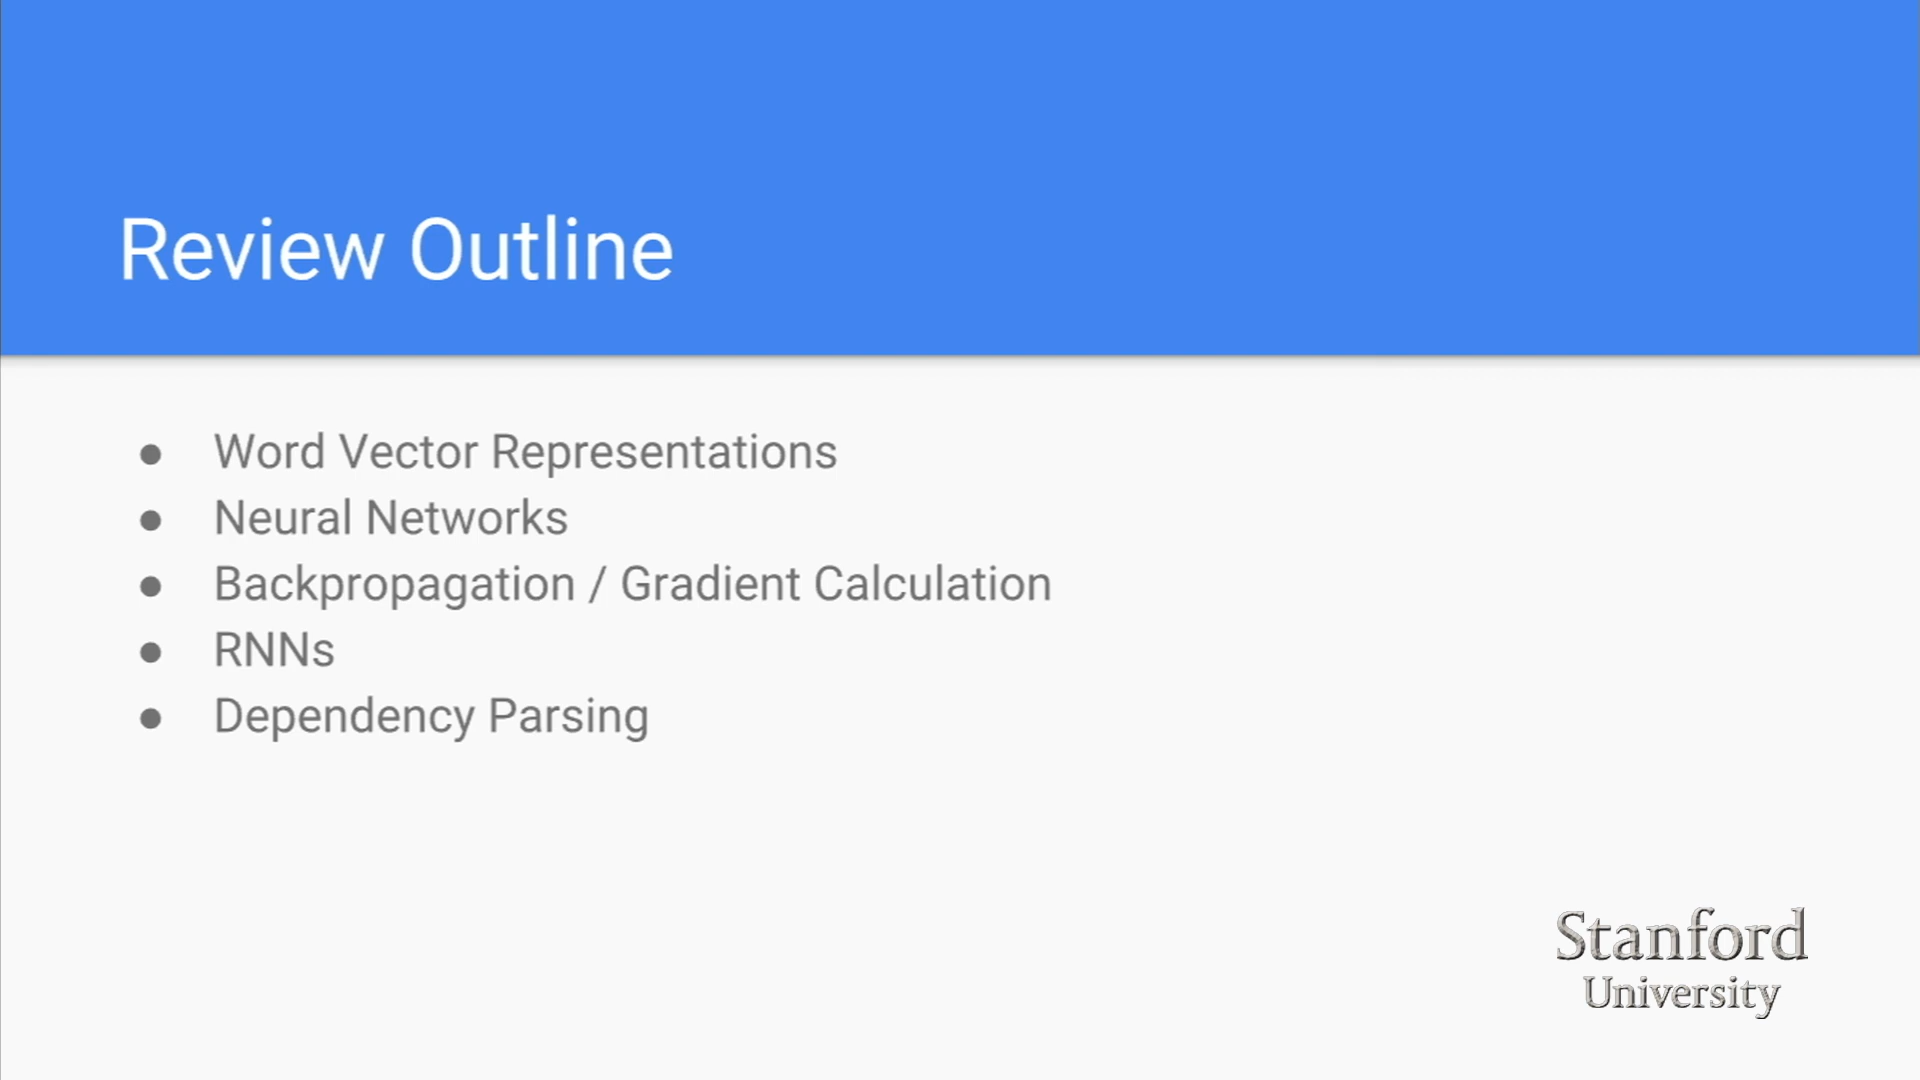 Review Outline
● Word Vector Representations
● Neural Networks
● Backpropagation / Gradient Calculation
● RNNs
● Dependency Parsing
Stanford
University